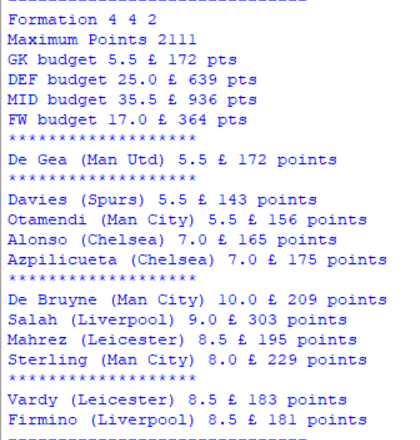 Formation 4 4 2
Maximum Points 2111
GK budget 5.5 £ 172 pts
DEF budget 25.0 £ 639 pts
MID budget 35.5 £ 936 pts
FW budget 17.0 £ 364 pts
*******************
De Gea (Man Utd) 5.5 £ 172 points
*******************
Davies (Spurs) 5.5 £ 143 points
Otamendi (Man City) 5.5 £ 156 points
Alonso (Chelsea) 7.0 £ 165 points
Azpilicueta (Chelsea) 7.0 £ 175 points
*******************
De Bruyne (Man City) 10.0 £ 209 points
Salah (Liverpool) 9.0 £ 303 points
Mahrez (Leicester) 8.5 £ 195 points
Sterling (Man City) 8.0 £ 229 points
*******************
Vardy (Leicester) 8.5 £ 183 points
Firmino (Liverpool) 8.5 £ 181 points